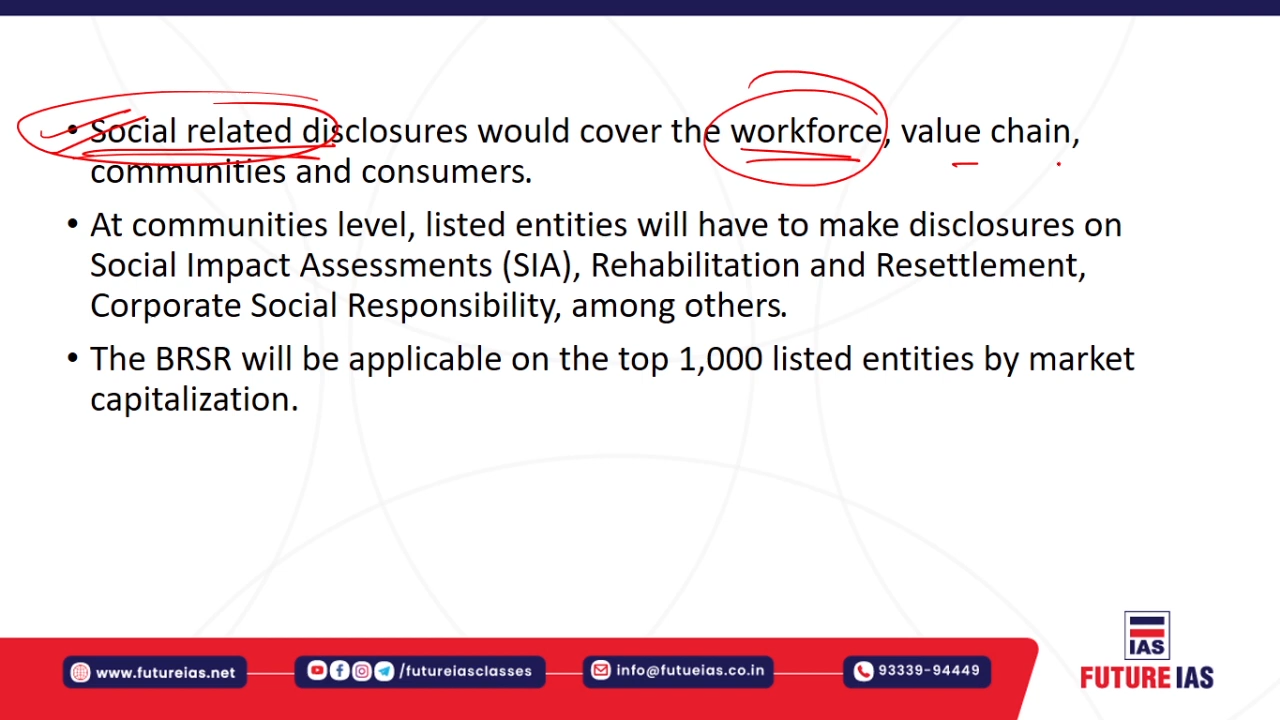 • Social related disclosures would cover the workforce, value chain,
communities and consumers.
• At communities level, listed entities will have to make disclosures on
Social Impact Assessments (SIA), Rehabilitation and Resettlement,
Corporate Social Responsibility, among others.
• The BRSR will be applicable on the top 1,000 listed entities by market
capitalization.
www.futureias.net
/futureiasclasses
info@futueias.co.in
93339-94449
IAS
FUTURE IAS